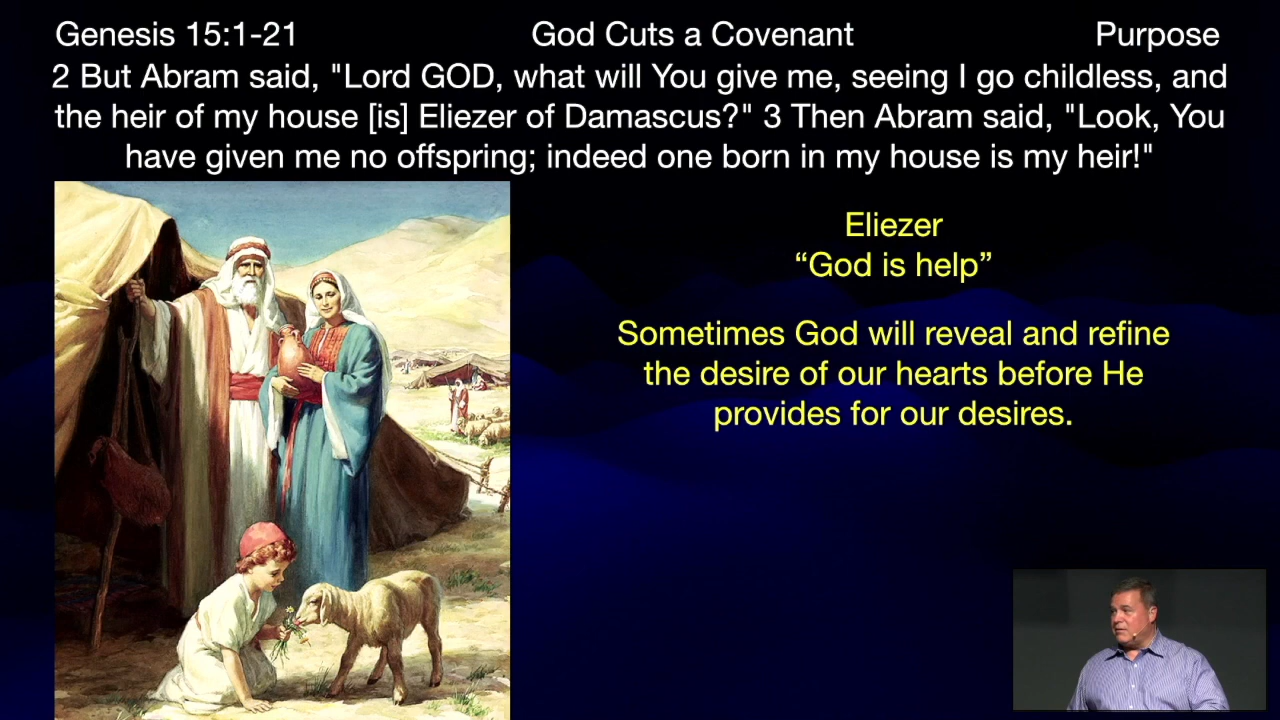 Genesis 15:1-21 God Cuts a Covenant Purpose
2 But Abram said, "Lord GOD, what will You give me, seeing I go childless, and
the heir of my house [is] Eliezer of Damascus?" 3 Then Abram said, "Look, You
have given me no offspring; indeed one born in my house is my heir!"
Eliezer
“God is help”
Sometimes God will reveal and refine
the desire of our hearts before He
provides for our desires.